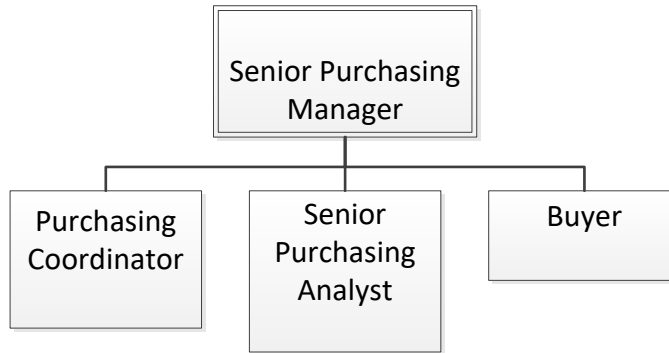 Senior Purchasing
Manager
Purchasing
Coordinator
Senior
Purchasing
Analyst
Buyer